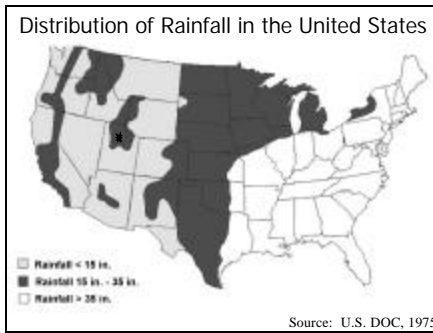 Distribution of Rainfall in the United States
Rainfall < 15 in.
Rainfall 15 in. - 35 in.
Rainfall > 35 in.
Source: U.S. DOC, 1975